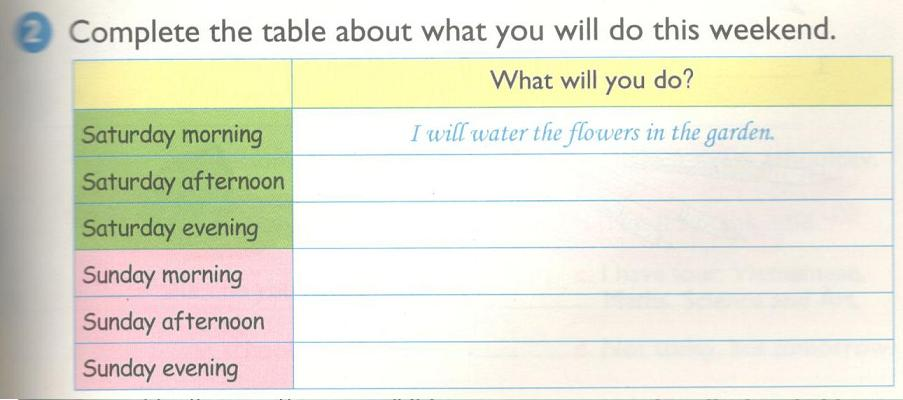 2 Complete the table about what you will do this weekend.
What will you do?
Saturday morning I will water the flowers in the garden.
Saturday afternoon
Saturday evening
Sunday morning
Sunday afternoon
Sunday evening